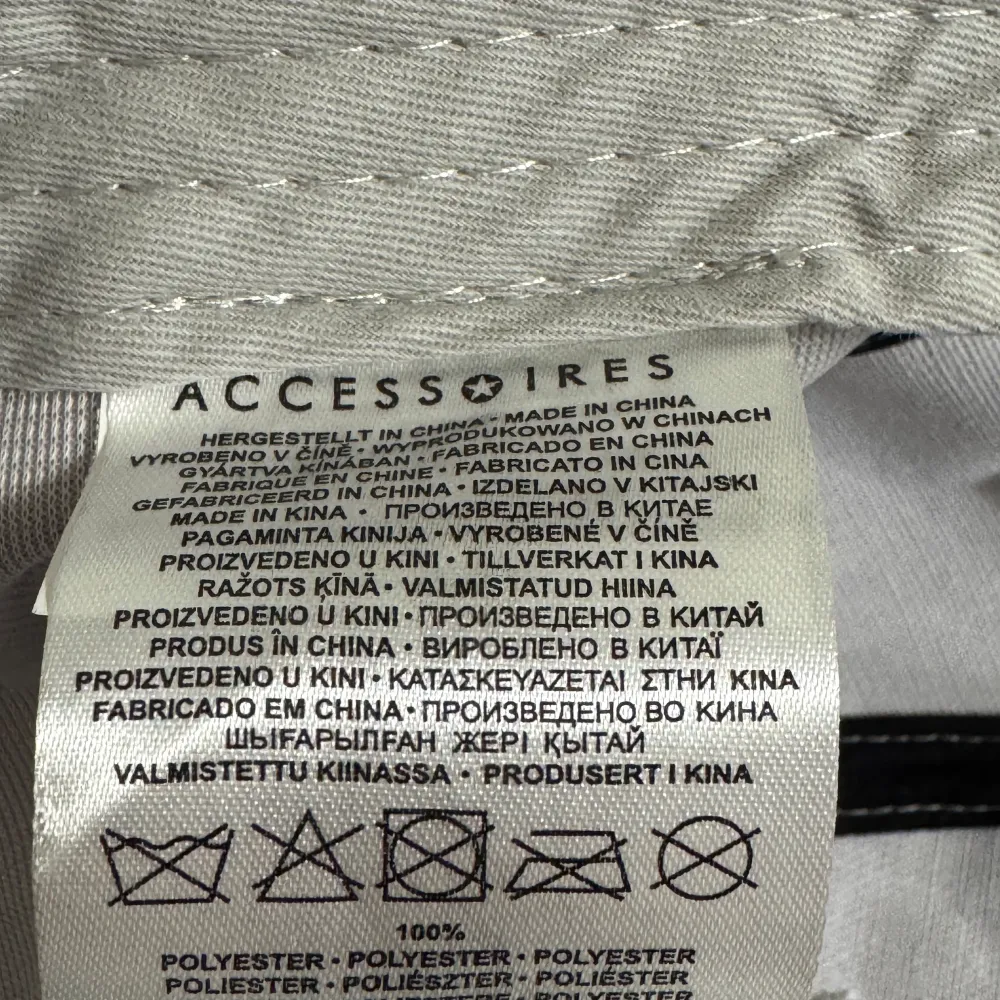 ACCESSOIRES
HERGESTELLT IN CHINA • MADE IN CHINA
VYROBENO V ČÍNĚ • WYPRODUKOWANO W CHINACH
GYÁRTVA KÍNÁBAN • FABRICADO EN CHINA
FABRIQUE EN CHINE • FABRICATO IN CINA
GEFABRICEERD IN CHINA • IZDELANO V KITAJSKI
MADE IN KINA • ПРОИЗВЕДЕНО В КИТАЕ
PAGAMINTA KINIJA • VYROBENÉ V ČÍNĚ
PROIZVEDENO U KINI • TILLVERKAT I KINA
RAŽOTS ĶĪNĀ • VALMISTATUD HIINA
PROIZVEDENO U KINI • ПРОИЗВЕДЕНО В КИТАЙ
PRODUS ÎN CHINA • ВИРОБЛЕНО В КИТАЇ
PROIZVEDENO U KINI • ΚΑΤΑΣΚΕΥΑΖΕΤΑΙ ΣΤΗΝ ΚΙΝΑ
FABRICADO EM CHINA • ПРОИЗВЕДЕНО ВО КИНА
ШЫҒАРЫЛҒАН ЖЕРІ ҚЫТАЙ
VALMISTETTU KIINASSA • PRODUSERT I KINA
100%
POLYESTER • POLYESTER • POLYESTER
POLIESTER • POLIÉSZTER • POLIÉSTER